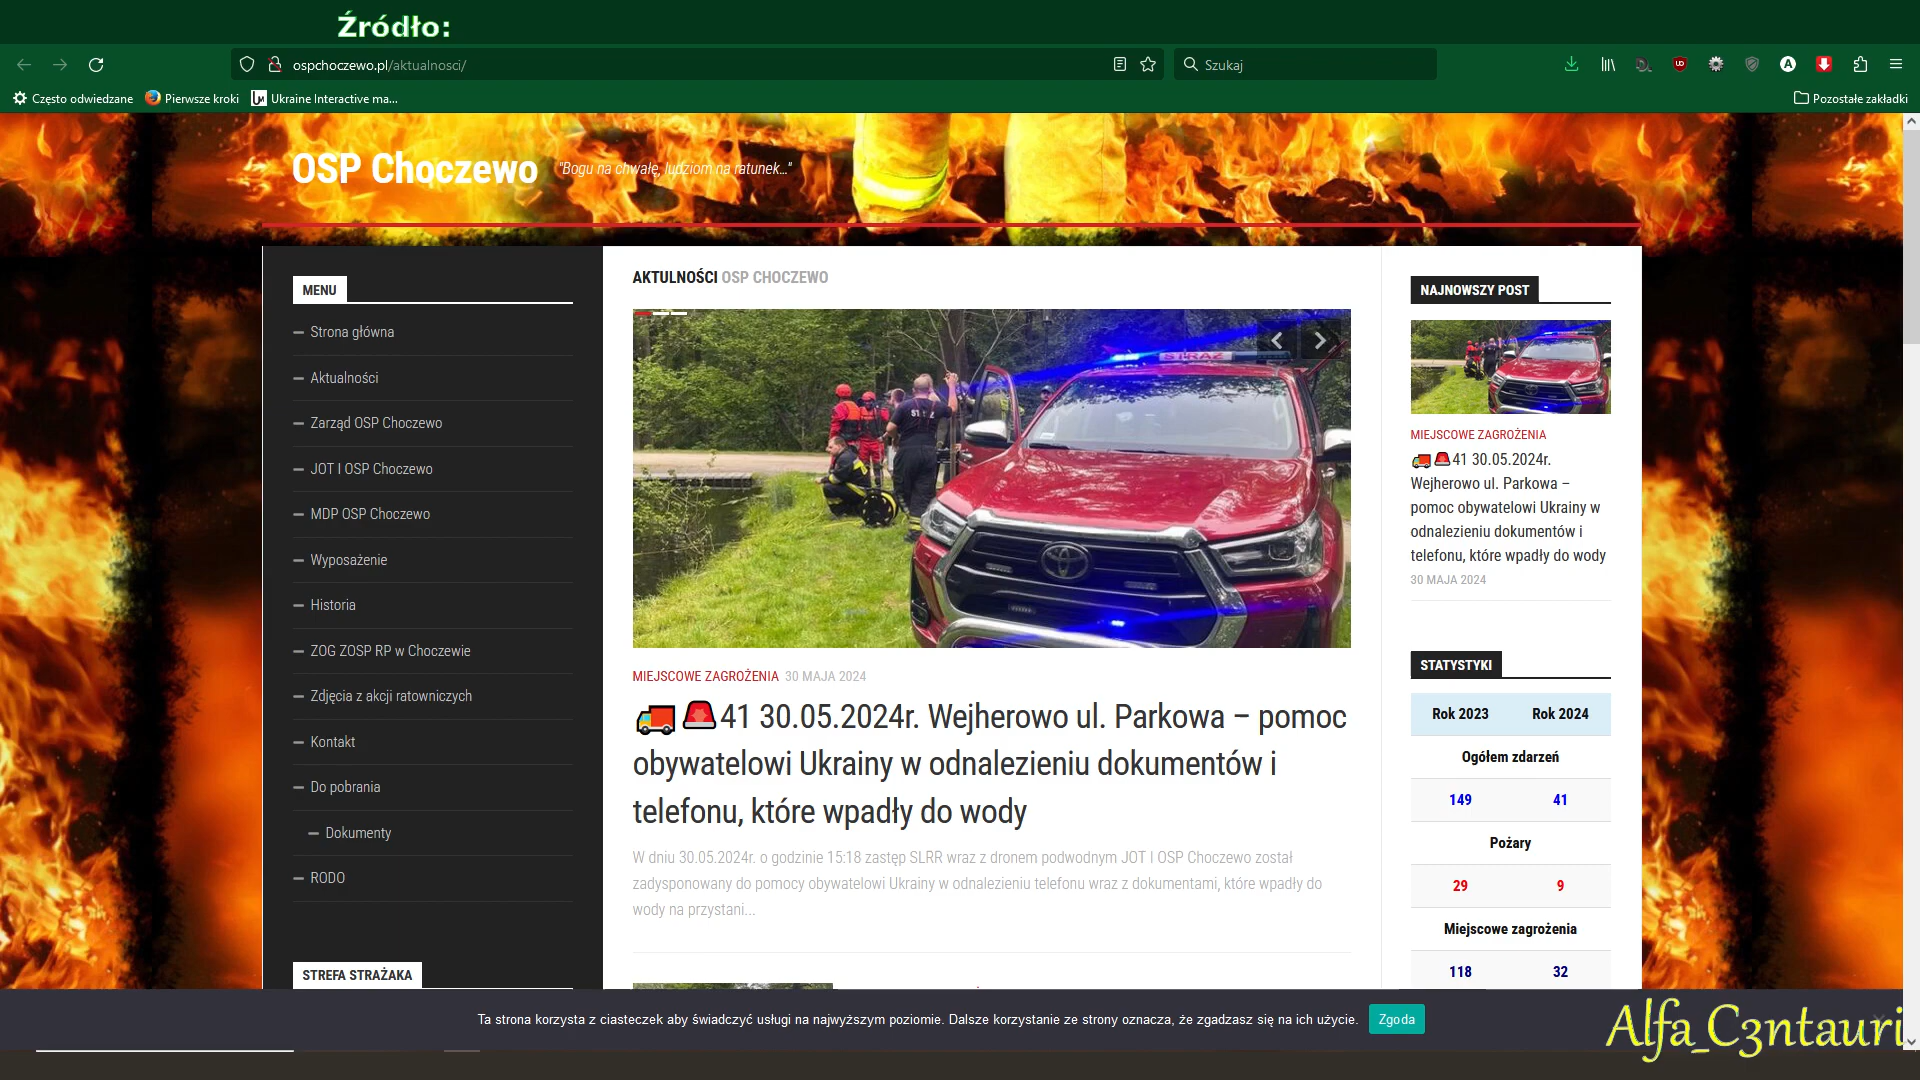 Źródło:
ospchoczewo.pl/aktualnosci/
Szukaj
Często odwiedzane
Pierwsze kroki
Ukraine Interactive ma...
Pozostałe zakładki
OSP Choczewo
"Bogu na chwałę, ludziom na ratunek..."
MENU
Strona główna
Aktualności
Zarząd OSP Choczewo
JOT I OSP Choczewo
MDP OSP Choczewo
Wyposażenie
Historia
ZOG ZOSP RP w Choczewie
Zdjęcia z akcji ratowniczych
Kontakt
Do pobrania
Dokumenty
RODO
STREFA STRAŻAKA
AKTULNOŚCI OSP CHOCZEWO
STRAŻ
MIEJSCOWE ZAGROŻENIA 30 MAJA 2024
41 30.05.2024r. Wejherowo ul. Parkowa – pomoc
obywatelowi Ukrainy w odnalezieniu dokumentów i
telefonu, które wpadły do wody
W dniu 30.05.2024r. o godzinie 15:18 zastęp SLRR wraz z dronem podwodnym JOT I OSP Choczewo został
zadysponowany do pomocy obywatelowi Ukrainy w odnalezieniu telefonu wraz z dokumentami, które wpadły do
wody na przystani...
NAJNOWSZY POST
MIEJSCOWE ZAGROŻENIA
41 30.05.2024r.
Wejherowo ul. Parkowa –
pomoc obywatelowi Ukrainy w
odnalezieniu dokumentów i
telefonu, które wpadły do wody
30 MAJA 2024
STATYSTYKI
Rok 2023 Rok 2024
Ogółem zdarzeń
149 41
Pożary
29 9
Miejscowe zagrożenia
118 32
Ta strona korzysta z ciasteczek aby świadczyć usługi na najwyższym poziomie. Dalsze korzystanie ze strony oznacza, że zgadzasz się na ich użycie.
Zgoda
Alfa_C3ntauri